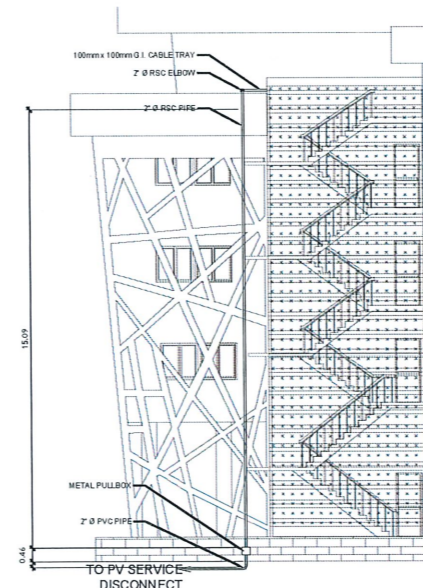 100mm x 100mm G.I. CABLE TRAY
2" Ø RSC ELBOW
2" Ø RSC PIPE
15.09
METAL PULLBOX
2" Ø PVC PIPE
0.46
TO PV SERVICE
DISCONNECT